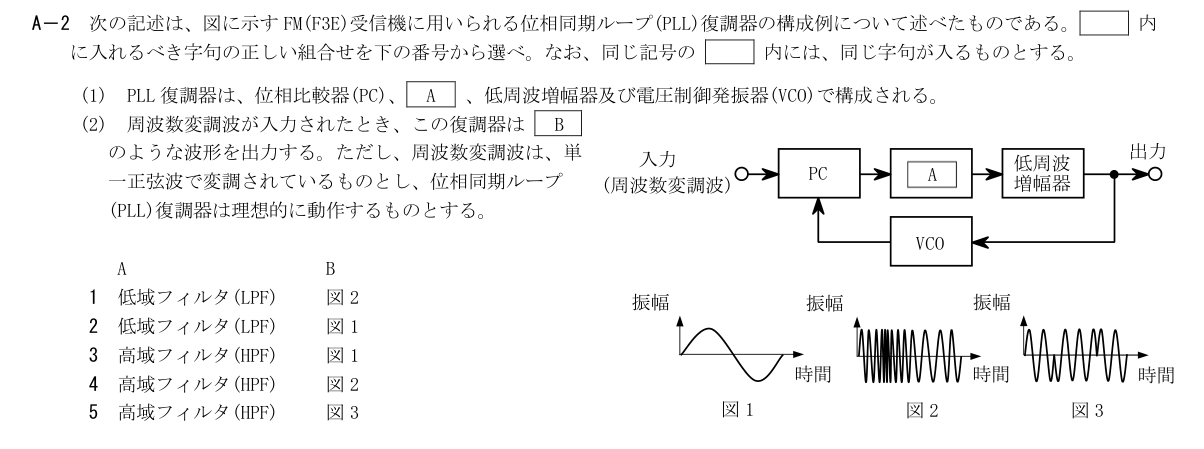 A－2 次の記述は、図に示す FM(F3E)受信機に用いられる位相同期ループ(PLL)復調器の構成例について述べたものである。 内
に入れるべき字句の正しい組合せを下の番号から選べ。なお、同じ記号の 内には、同じ字句が入るものとする。
(1) PLL 復調器は、位相比較器(PC)、 A 、低周波増幅器及び電圧制御発振器(VCO)で構成される。
(2) 周波数変調波が入力されたとき、この復調器は B
のような波形を出力する。ただし、周波数変調波は、単
一正弦波で変調されているものとし、位相同期ループ
(PLL)復調器は理想的に動作するものとする。
入力
(周波数変調波)
PC
A
低周波
増幅器
出力
VCO
A B
1 低域フィルタ(LPF) 図 2
2 低域フィルタ(LPF) 図 1
3 高域フィルタ(HPF) 図 1
4 高域フィルタ(HPF) 図 2
5 高域フィルタ(HPF) 図 3
振幅
時間
図 1
振幅
時間
図 2
振幅
時間
図 3